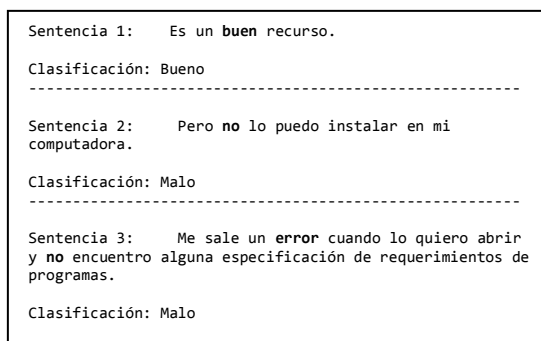 Sentencia 1: Es un buen recurso.
Clasificación: Bueno
--------------------------------------------------------
Sentencia 2: Pero no lo puedo instalar en mi
computadora.
Clasificación: Malo
--------------------------------------------------------
Sentencia 3: Me sale un error cuando lo quiero abrir
y no encuentro alguna especificación de requerimientos de
programas.
Clasificación: Malo